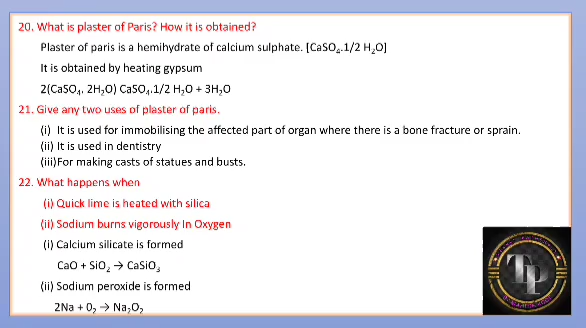 20. What is plaster of Paris? How it is obtained?
Plaster of paris is a hemihydrate of calcium sulphate. [CaSO₄.1/2 H₂O]
It is obtained by heating gypsum
2(CaSO₄, 2H₂O) CaSO₄.1/2 H₂O + 3H₂O
21. Give any two uses of plaster of paris.
(i) It is used for immobilising the affected part of organ where there is a bone fracture or sprain.
(ii) It is used in dentistry
(iii)For making casts of statues and busts.
22. What happens when
(i) Quick lime is heated with silica
(ii) Sodium burns vigorously In Oxygen
(i) Calcium silicate is formed
CaO + SiO₂ → CaSiO₃
(ii) Sodium peroxide is formed
2Na + 0₂ → Na₂O₂
TP